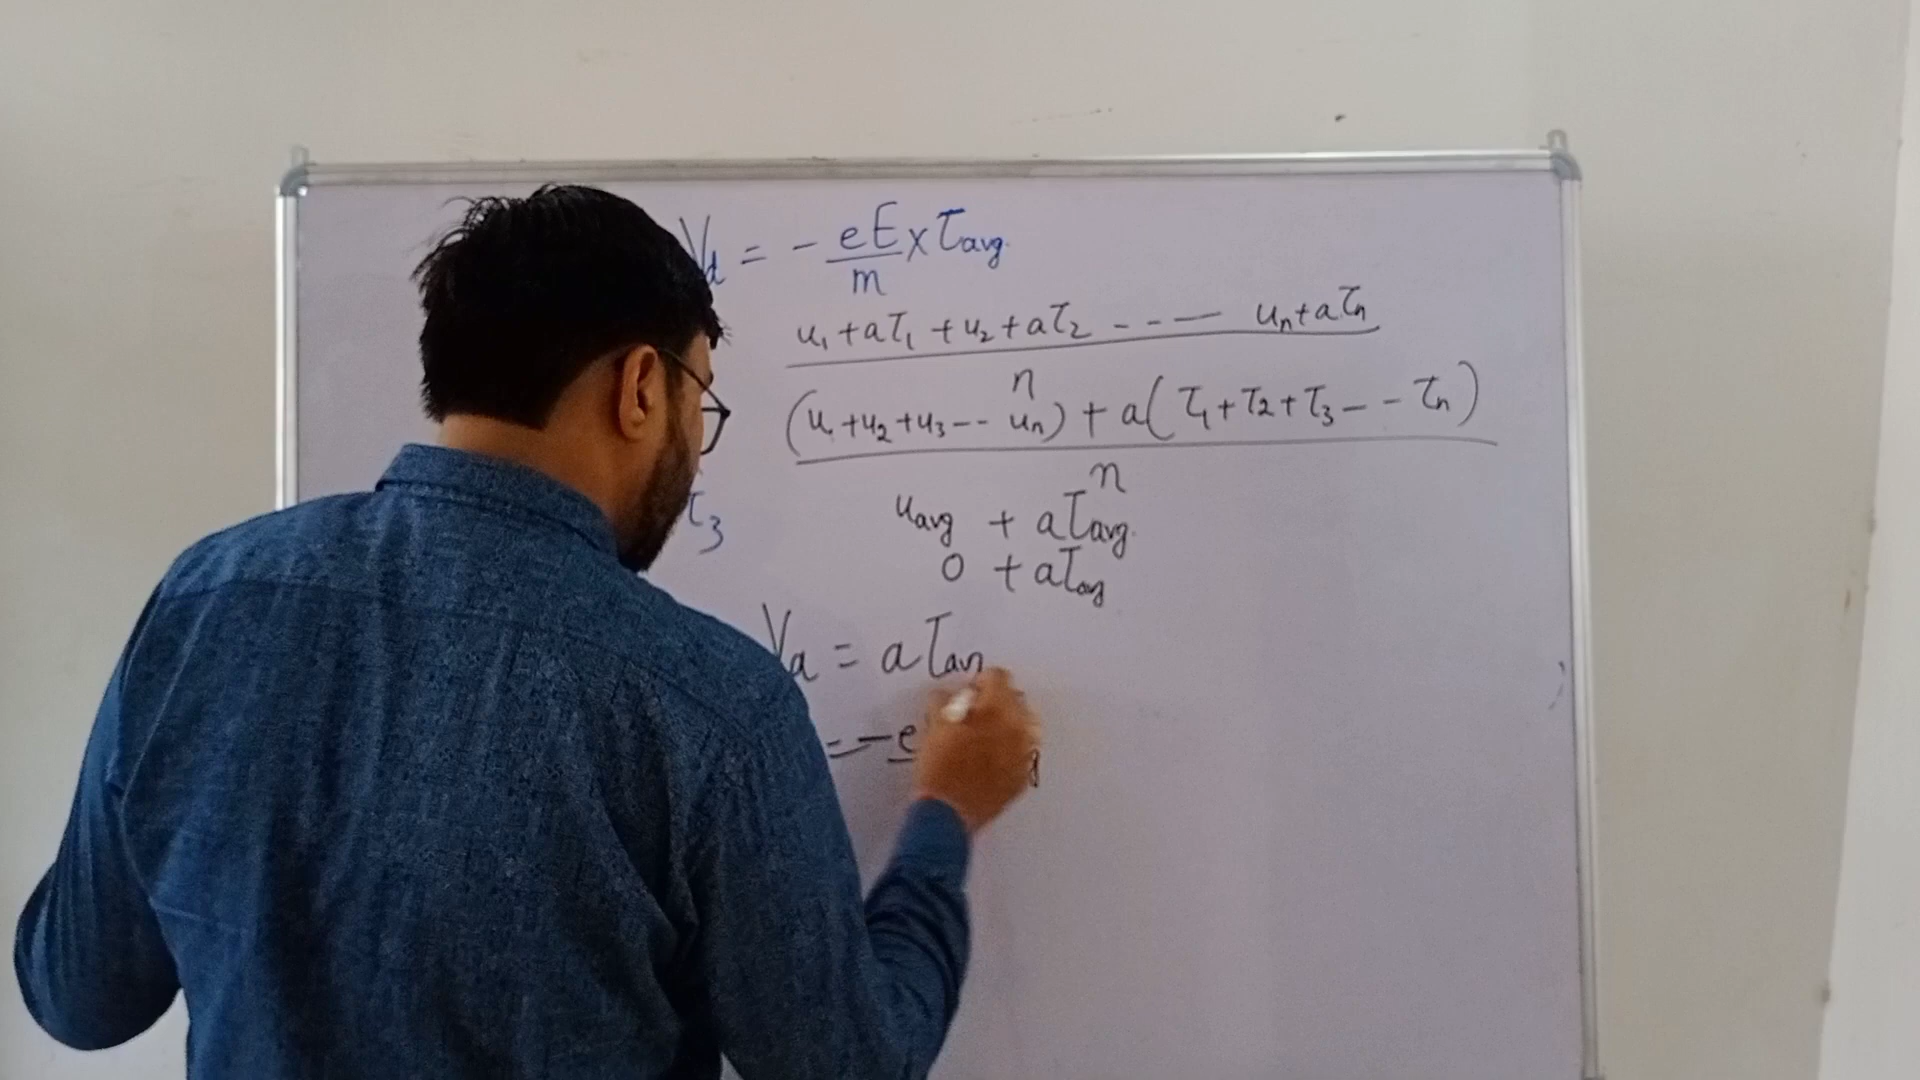 Vd = - eE/m x τavg.
u₁ + aτ₁ + u₂ + aτ₂ - - — uₙ + aτₙ
n
(u₁ + u₂ + u₃ -- uₙ) + a( τ₁ + τ₂ + τ₃ - - τₙ)
n
τ₃
uavg + aτavg.
0 + aτavg
Vd = aτav
= -e
g